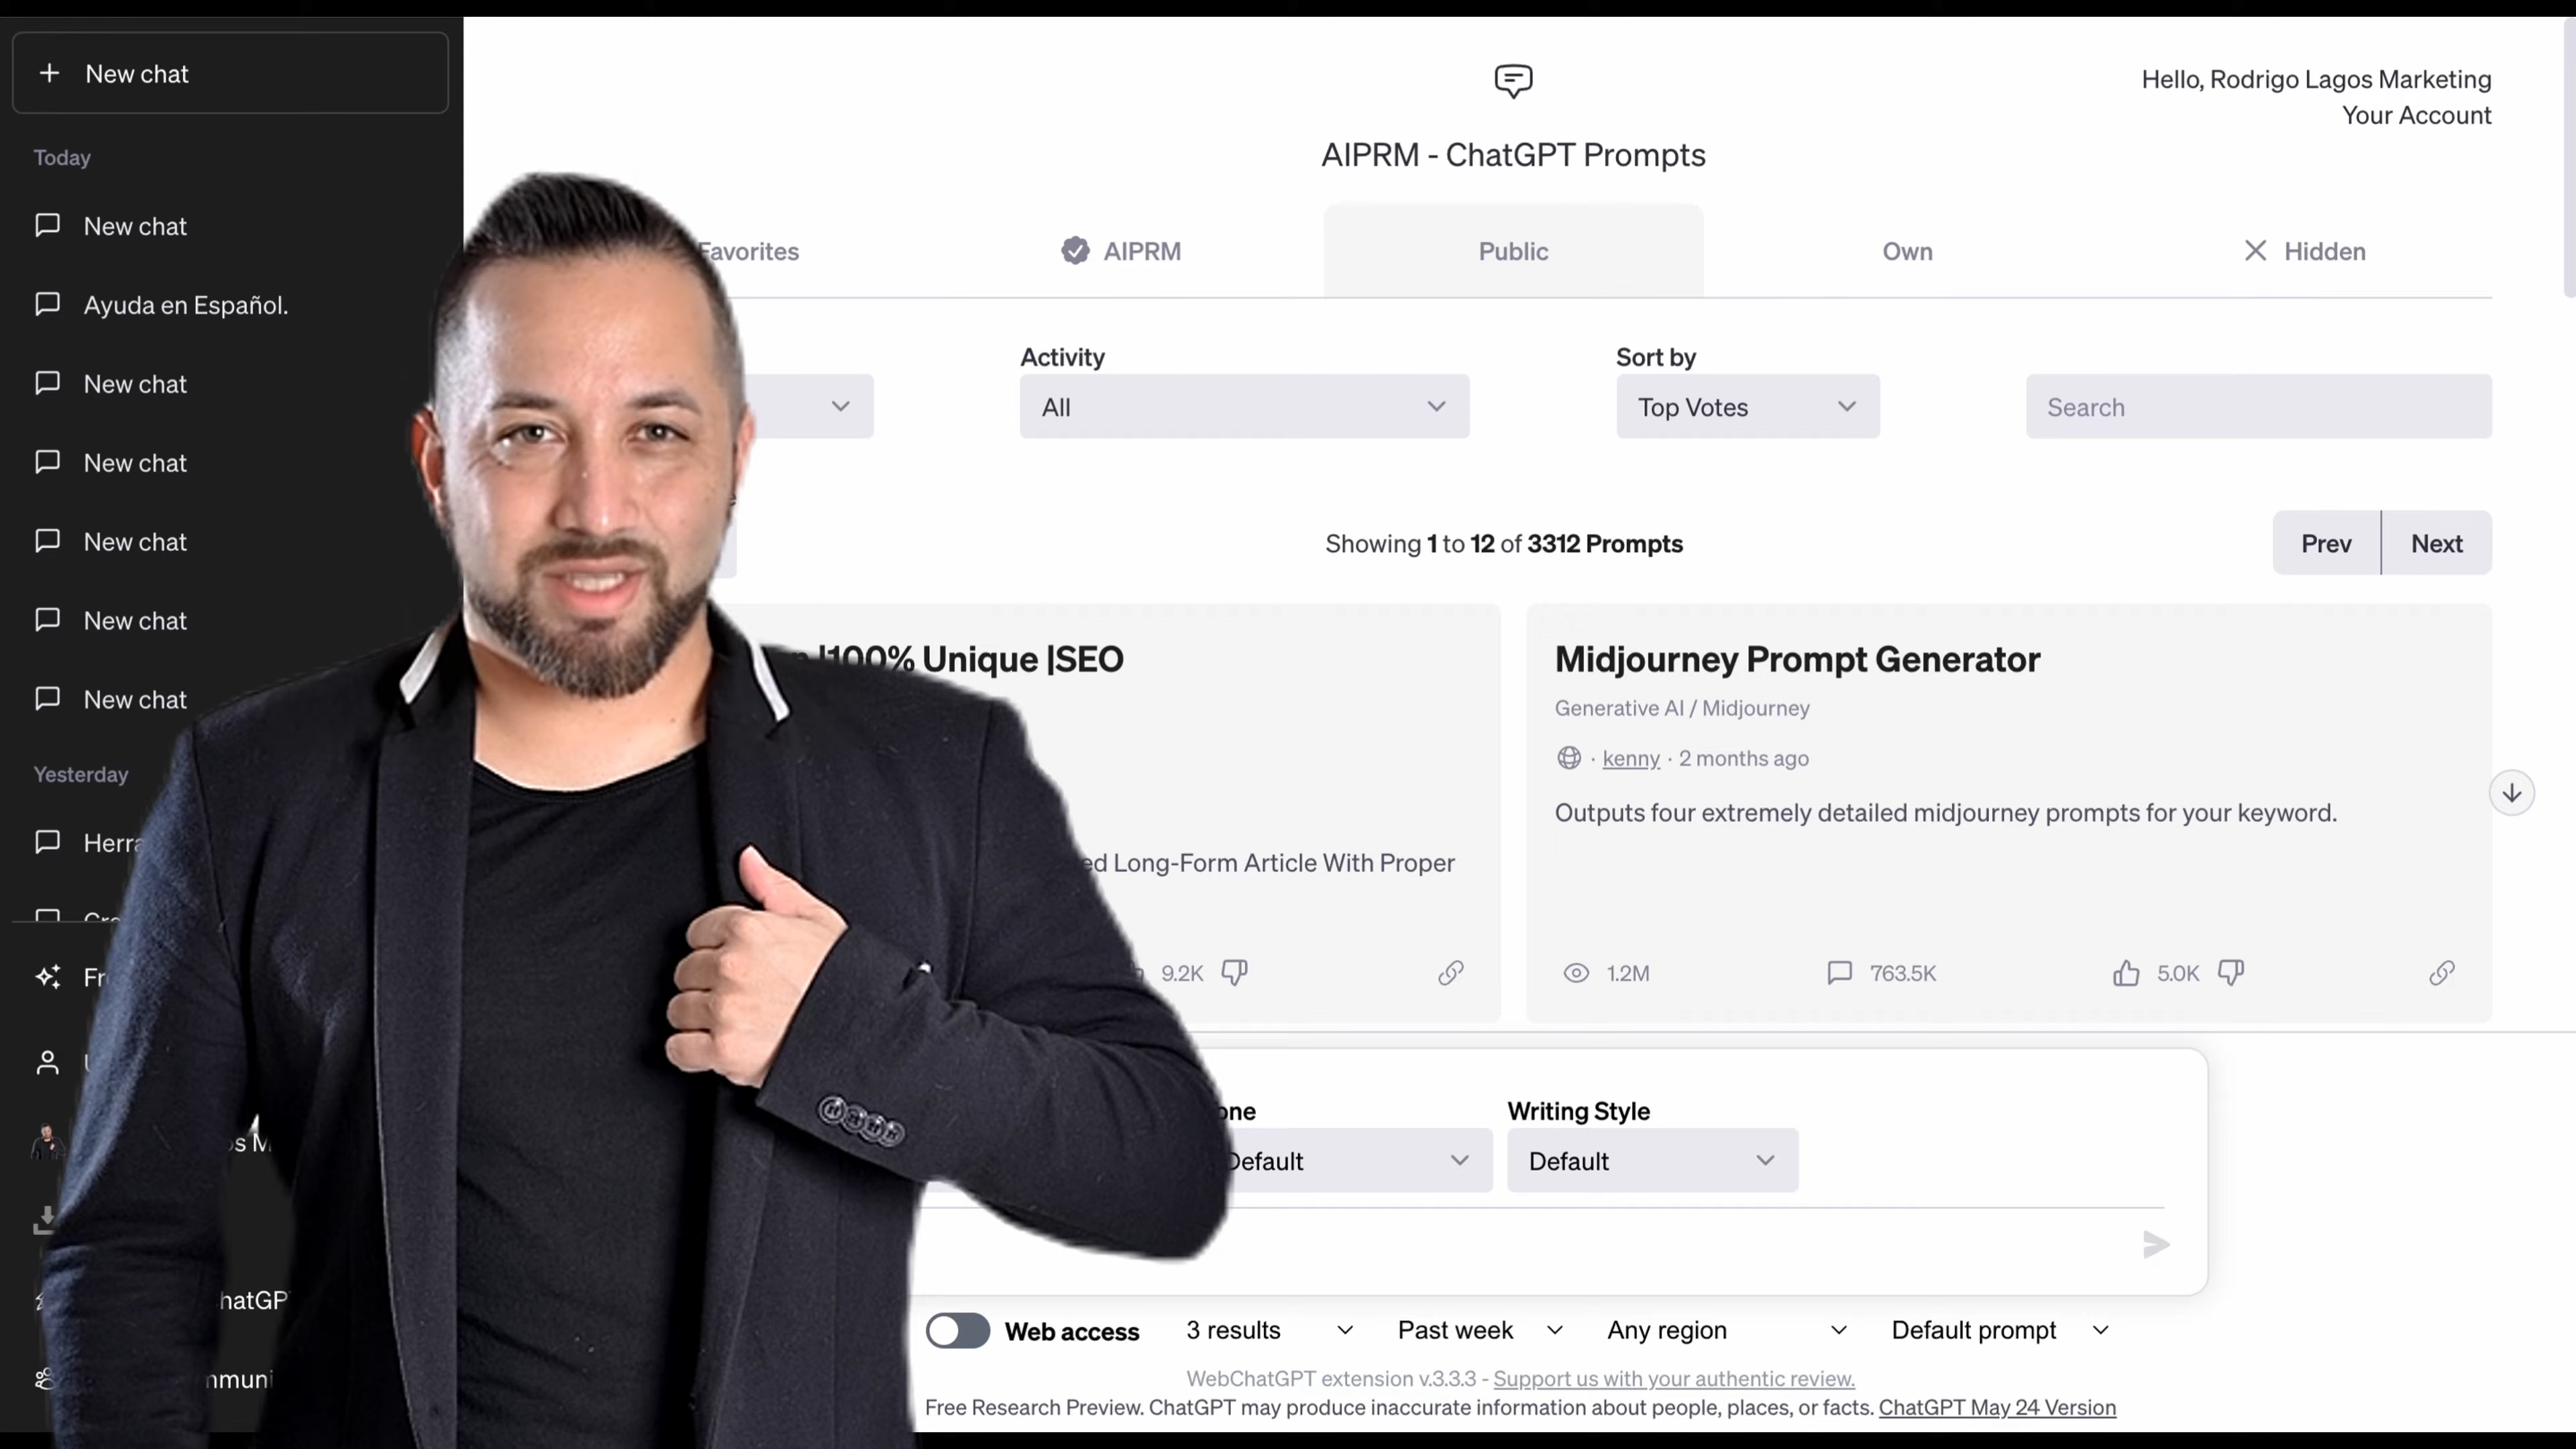 New chat
Today
New chat
Ayuda en Español.
New chat
New chat
New chat
New chat
New chat
Yesterday
Hello, Rodrigo Lagos Marketing
Your Account
AIPRM - ChatGPT Prompts
Favorites
AIPRM
Public
Own
Hidden
Activity
Sort by
All
Top Votes
Search
Showing 1 to 12 of 3312 Prompts
Prev
Next
|100% Unique |SEO
Long-Form Article With Proper
9.2K
Midjourney Prompt Generator
Generative AI / Midjourney
· kenny · 2 months ago
Outputs four extremely detailed midjourney prompts for your keyword.
1.2M
763.5K
5.0K
Writing Style
Default
Default
Web access
3 results
Past week
Any region
Default prompt
WebChatGPT extension v.3.3.3 - Support us with your authentic review.
Free Research Preview. ChatGPT may produce inaccurate information about people, places, or facts. ChatGPT May 24 Version